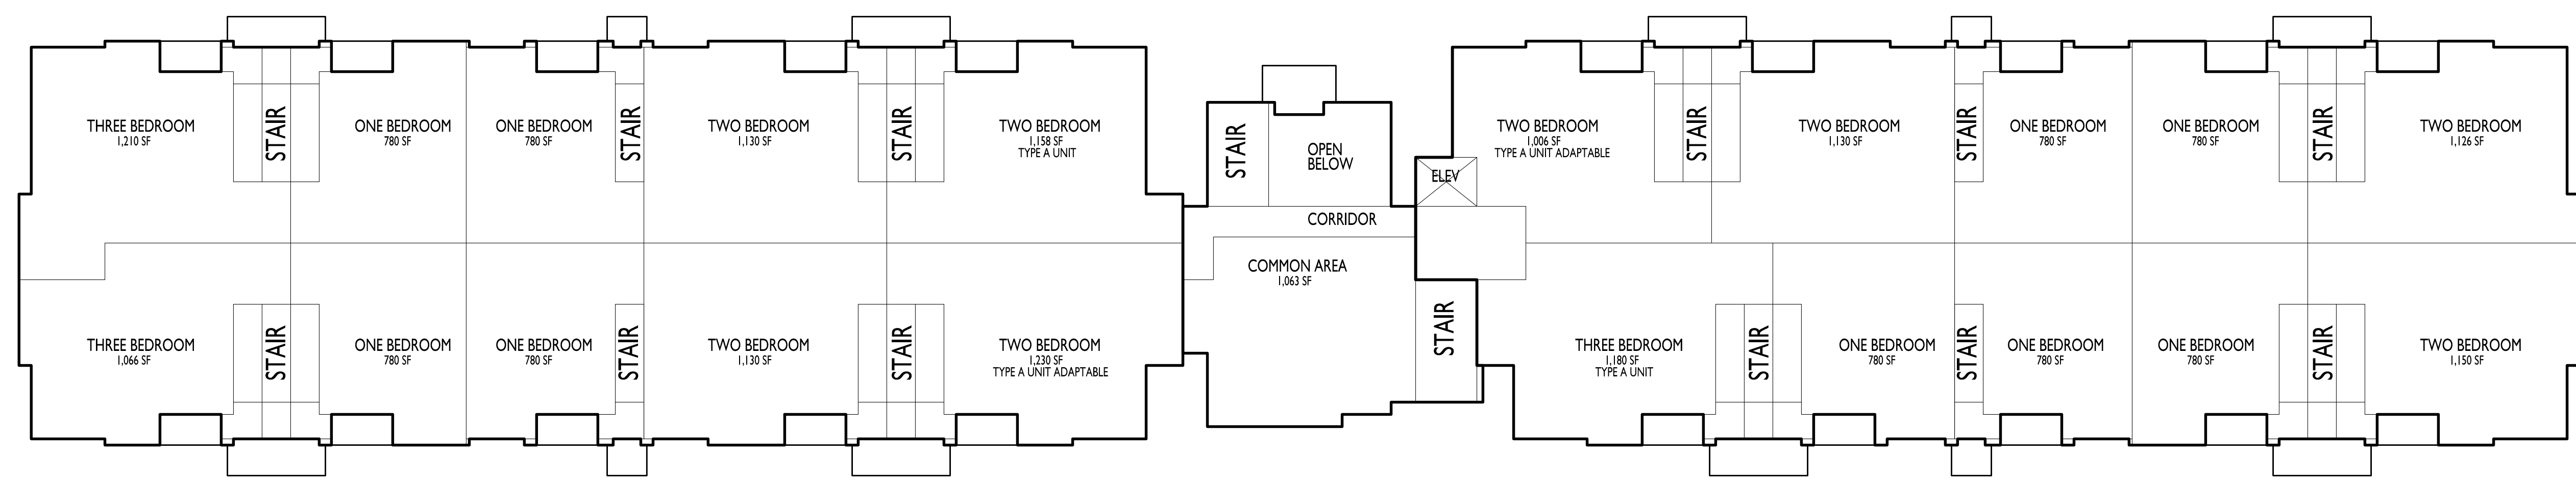 THREE BEDROOM
1,210 SF
STAIR
ONE BEDROOM
780 SF
ONE BEDROOM
780 SF
STAIR
TWO BEDROOM
1,130 SF
STAIR
TWO BEDROOM
1,158 SF
TYPE A UNIT
STAIR
OPEN
BELOW
ELEV
TWO BEDROOM
1,006 SF
TYPE A UNIT ADAPTABLE
STAIR
TWO BEDROOM
1,130 SF
STAIR
ONE BEDROOM
780 SF
ONE BEDROOM
780 SF
STAIR
TWO BEDROOM
1,126 SF
CORRIDOR
COMMON AREA
1,063 SF
THREE BEDROOM
1,066 SF
STAIR
ONE BEDROOM
780 SF
ONE BEDROOM
780 SF
STAIR
TWO BEDROOM
1,130 SF
STAIR
TWO BEDROOM
1,230 SF
TYPE A UNIT ADAPTABLE
STAIR
THREE BEDROOM
1,180 SF
TYPE A UNIT
STAIR
ONE BEDROOM
780 SF
STAIR
ONE BEDROOM
780 SF
ONE BEDROOM
780 SF
STAIR
TWO BEDROOM
1,150 SF